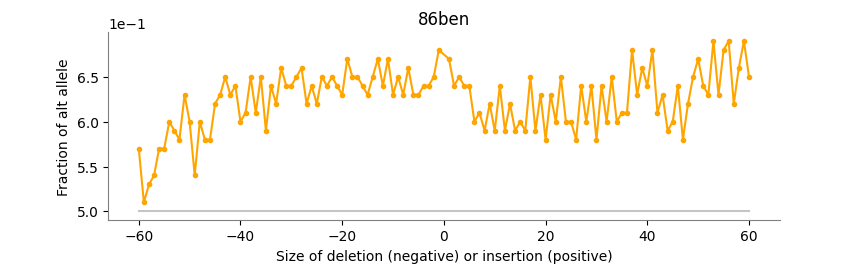 86ben
1e−1
Fraction of alt allele
6.5
6.0
5.5
5.0
−60 −40 −20 0 20 40 60
Size of deletion (negative) or insertion (positive)